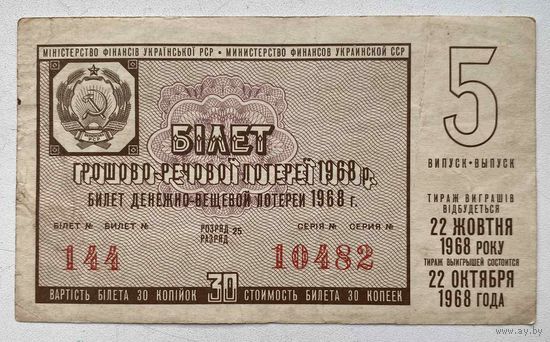 МІНІСТЕРСТВО ФІНАНСІВ УКРАЇНСЬКОЇ РСР • МИНИСТЕРСТВО ФИНАНСОВ УКРАИНСКОЙ ССР
БІЛЕТ
ГРОШОВО-РЕЧОВОЇ ЛОТЕРЕЇ 1968 р.
БИЛЕТ ДЕНЕЖНО-ВЕЩЕВОЙ ЛОТЕРЕИ 1968 г.
БІЛЕТ № БИЛЕТ № РОЗРЯД 25 РАЗРЯД СЕРІЯ № СЕРИЯ №
144 10482
ВАРТІСТЬ БІЛЕТА 30 КОПІЙОК 30 СТОИМОСТЬ БИЛЕТА 30 КОПЕЕК
5
ВИПУСК • ВЫПУСК
ТИРАЖ ВИГРАШІВ
ВІДБУДЕТЬСЯ
22 ЖОВТНЯ
1968 РОКУ
ТИРАЖ ВЫИГРЫШЕЙ СОСТОИТСЯ
22 ОКТЯБРЯ
1968 ГОДА
www.ay.by